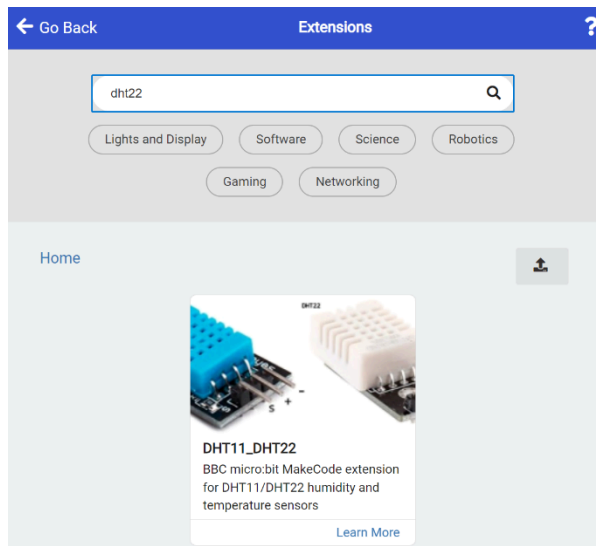 Go Back
Extensions
?
dht22
Lights and Display
Software
Science
Robotics
Gaming
Networking
Home
DHT22
S + -
DHT11_DHT22
BBC micro:bit MakeCode extension
for DHT11/DHT22 humidity and
temperature sensors
Learn More